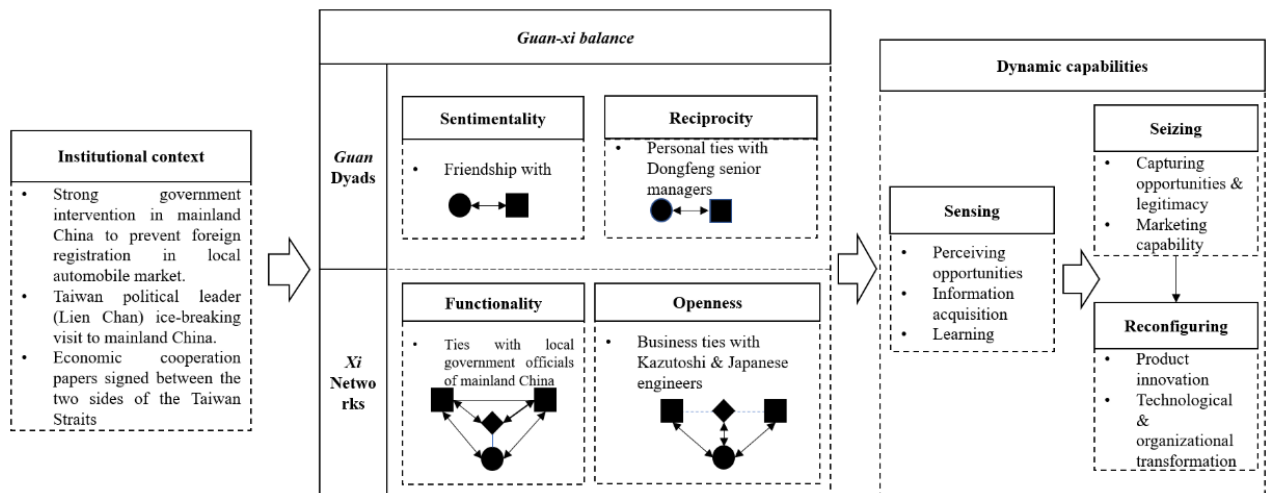 Institutional context
• Strong government
intervention in mainland
China to prevent foreign
registration in local
automobile market.
• Taiwan political leader
(Lien Chan) ice-breaking
visit to mainland China.
• Economic cooperation
papers signed between the
two sides of the Taiwan
Straits
Guan-xi balance
Guan
Dyads
Sentimentality
• Friendship with
Reciprocity
• Personal ties with
Dongfeng senior
managers
Xi
Netwo
rks
Functionality
• Ties with local
government officials
of mainland China
Openness
• Business ties with
Kazutoshi & Japanese
engineers
Dynamic capabilities
Sensing
• Perceiving
opportunities
• Information
acquisition
• Learning
Seizing
• Capturing
opportunities &
legitimacy
• Marketing
capability
Reconfiguring
• Product
innovation
• Technological
&
organizational
transformation